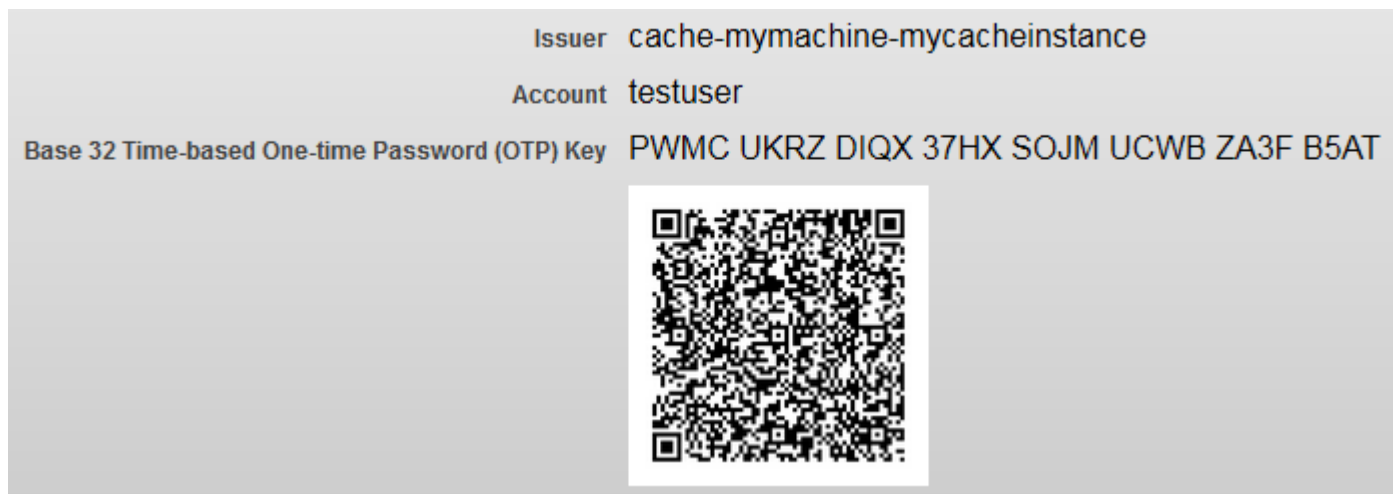 Issuer cache-mymachine-mycacheinstance
Account testuser
Base 32 Time-based One-time Password (OTP) Key PWMC UKRZ DIQX 37HX SOJM UCWB ZA3F B5AT